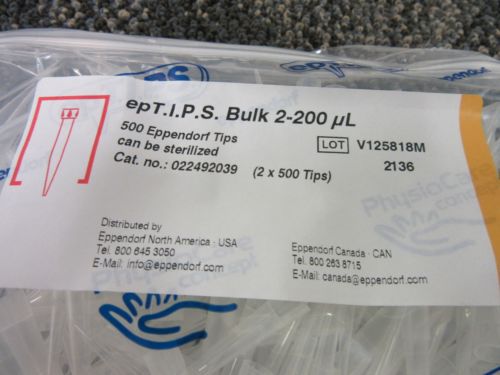 epT.I.P.S. Bulk 2-200 µL
500 Eppendorf Tips
can be sterilized
Cat. no.: 022492039 (2 x 500 Tips)
LOT V125818M
2136
Distributed by
Eppendorf North America · USA
Tel. 800 645 3050
E-Mail: info@eppendorf.com
Eppendorf Canada · CAN
Tel. 800 263 8715
E-Mail: canada@eppendorf.com
PhysioCare
concept